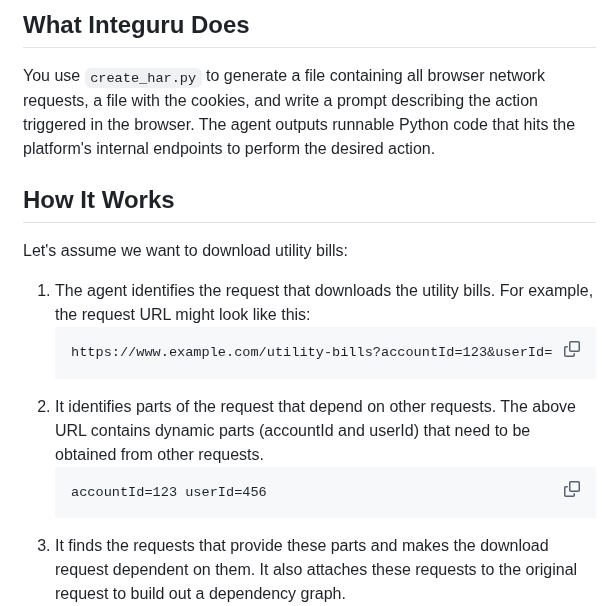 What Integuru Does
You use create_har.py to generate a file containing all browser network
requests, a file with the cookies, and write a prompt describing the action
triggered in the browser. The agent outputs runnable Python code that hits the
platform's internal endpoints to perform the desired action.
How It Works
Let's assume we want to download utility bills:
1. The agent identifies the request that downloads the utility bills. For example,
the request URL might look like this:
https://www.example.com/utility-bills?accountId=123&userId=
2. It identifies parts of the request that depend on other requests. The above
URL contains dynamic parts (accountId and userId) that need to be
obtained from other requests.
accountId=123 userId=456
3. It finds the requests that provide these parts and makes the download
request dependent on them. It also attaches these requests to the original
request to build out a dependency graph.